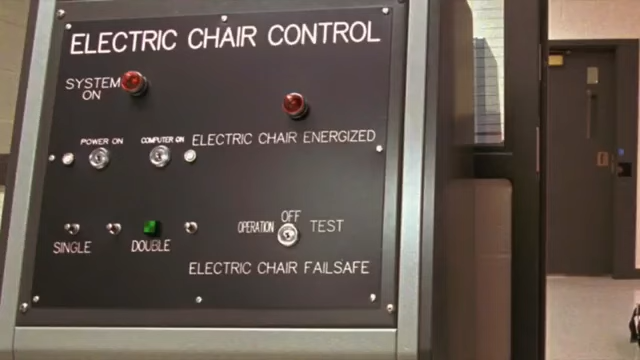 ELECTRIC CHAIR CONTROL
SYSTEM
ON
POWER ON
COMPUTER ON
ELECTRIC CHAIR ENERGIZED
SINGLE
DOUBLE
OPERATION
OFF
TEST
ELECTRIC CHAIR FAILSAFE